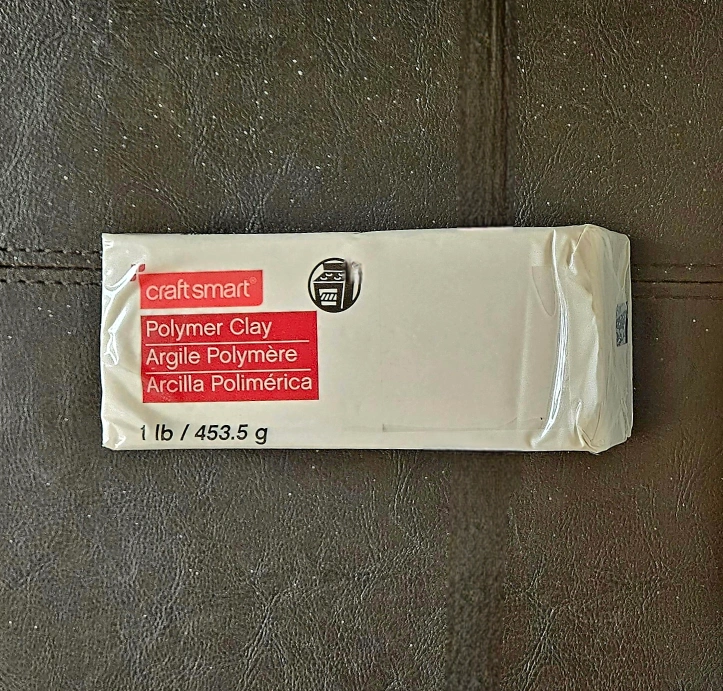 craft smart®
Polymer Clay
Argile Polymère
Arcilla Polimérica
1 lb / 453.5 g